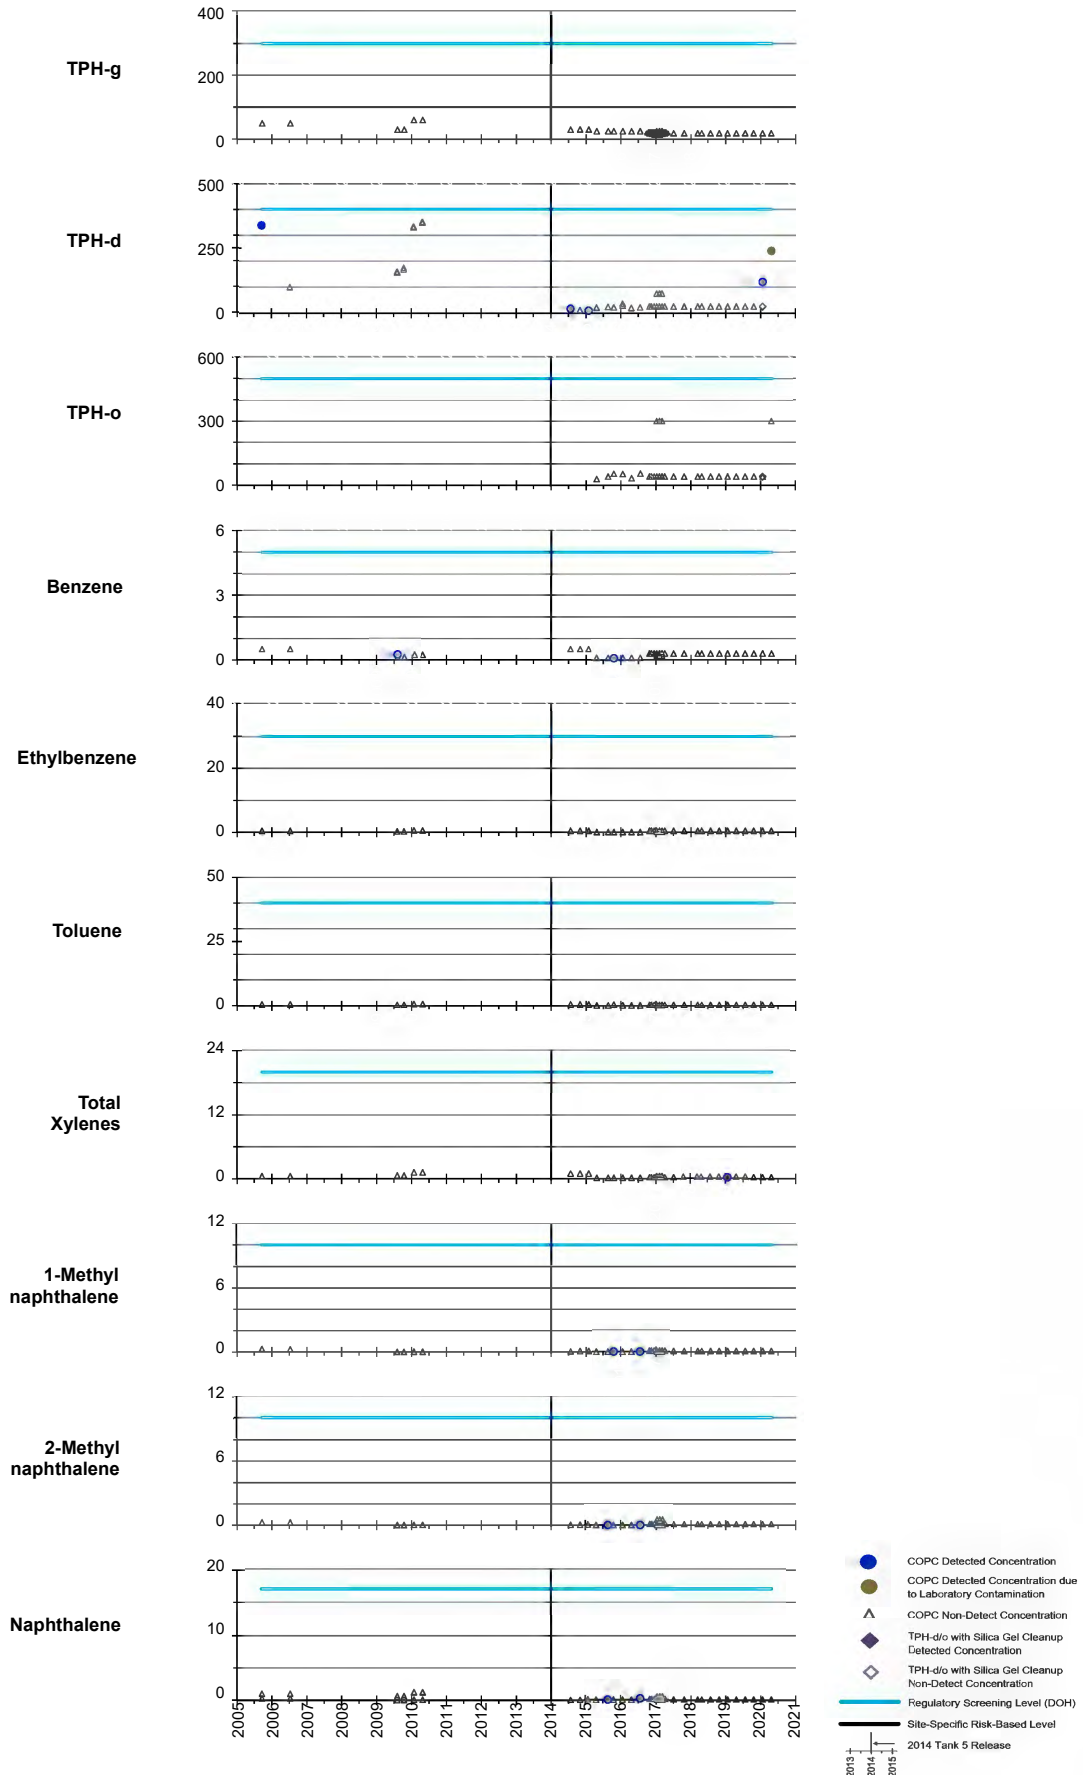 400
TPH-g
200
0
500
TPH-d
250
0
600
TPH-o
300
0
6
Benzene
3
0
40
Ethylbenzene
20
0
50
Toluene
25
0
24
Total
Xylenes
12
0
12
1-Methyl
naphthalene
6
0
12
2-Methyl
naphthalene
6
0
20
Naphthalene
10
0
2005 2006 2007 2008 2009 2010 2011 2012 2013 2014 2015 2016 2017 2018 2019 2020 2021
COPC Detected Concentration
COPC Detected Concentration due
to Laboratory Contamination
COPC Non-Detect Concentration
TPH-d/o with Silica Gel Cleanup
Detected Concentration
TPH-d/o with Silica Gel Cleanup
Non-Detect Concentration
Regulatory Screening Level (DOH)
Site-Specific Risk-Based Level
2014 Tank 5 Release
2013 2014 2015